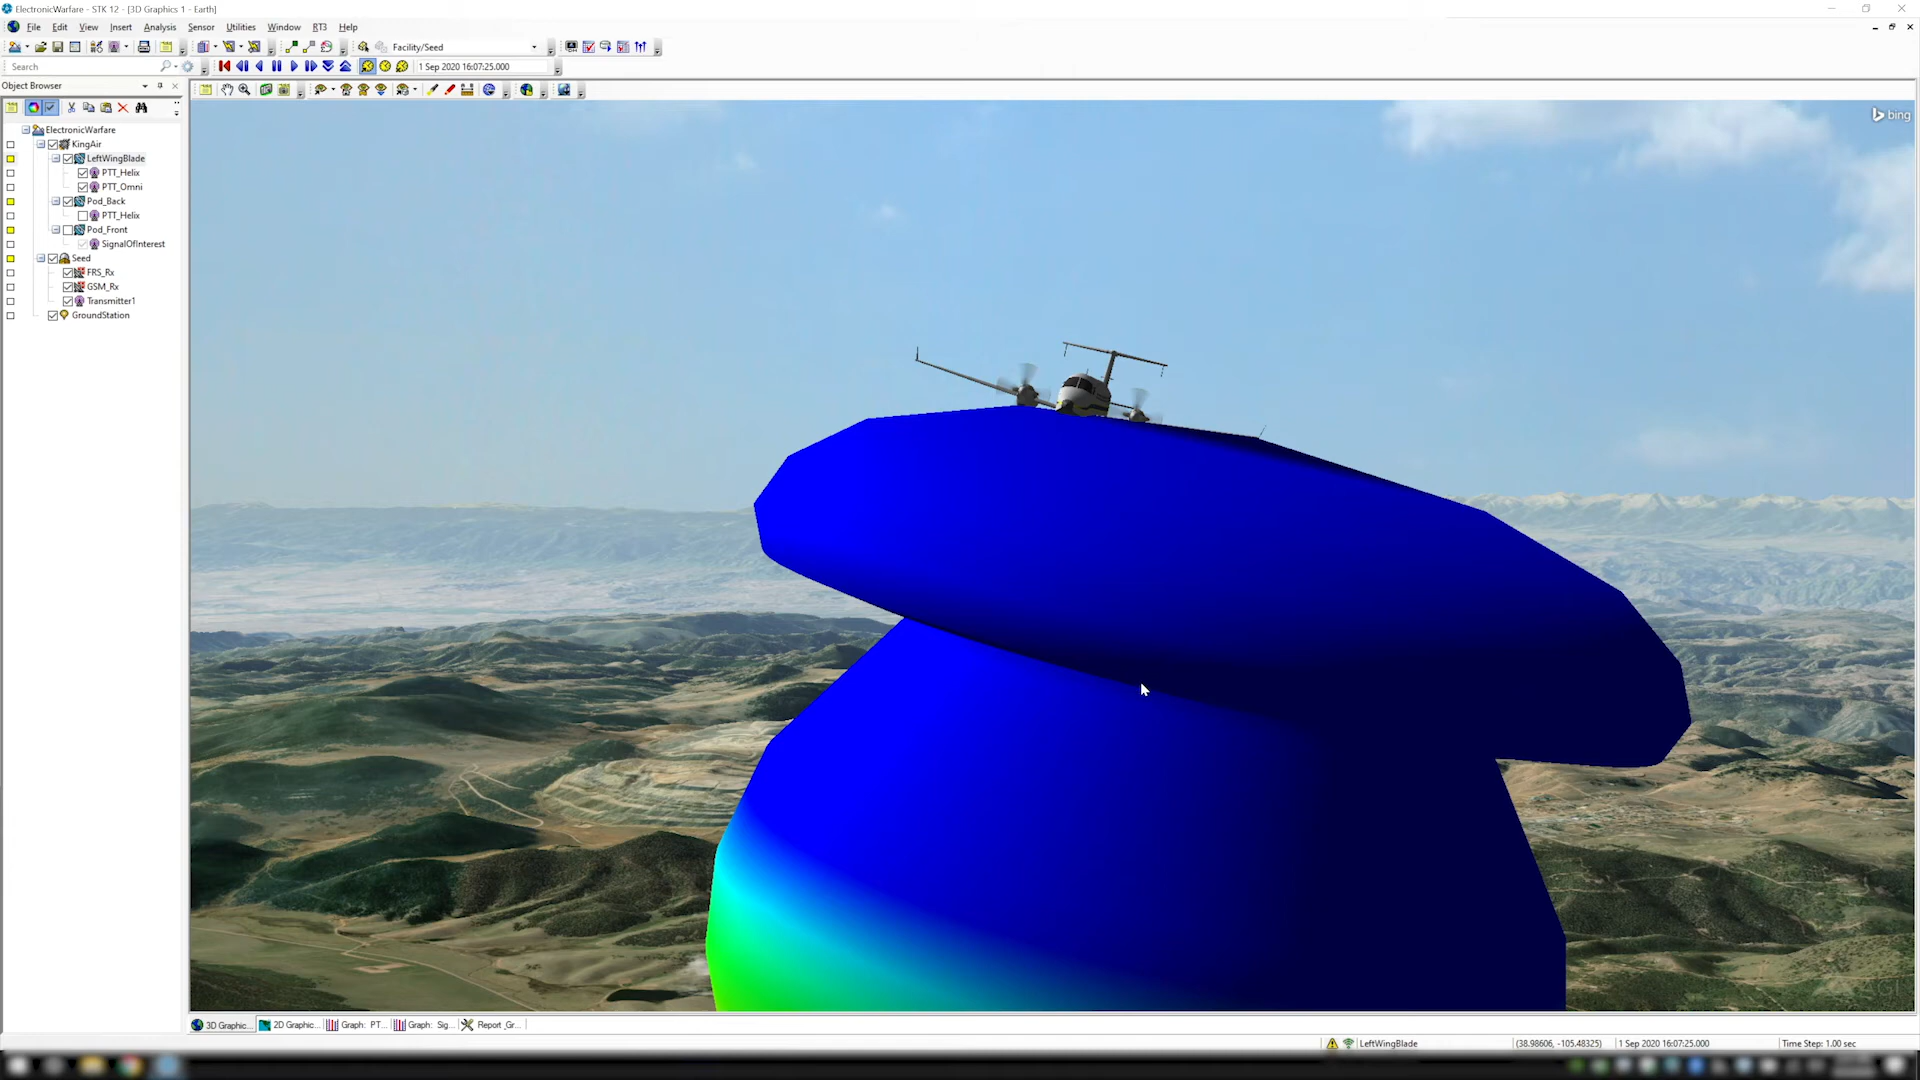 ElectronicWarfare - STK 12 - [3D Graphics 1 - Earth]
File Edit View Insert Analysis Sensor Utilities Window RT3 Help
Facility/Seed
Search
1 Sep 2020 16:07:25.000
Object Browser
bing
ElectronicWarfare
KingAir
LeftWingBlade
PTT_Helix
PTT_Omni
Pod_Back
PTT_Helix
Pod_Front
SignalOfInterest
Seed
FRS_Rx
GSM_Rx
Transmitter1
GroundStation
3D Graphic... 2D Graphic... Graph: PT... Graph: Sig... Report_Gr...
LeftWingBlade (38.98606, -105.48325) 1 Sep 2020 16:07:25.000 Time Step: 1.00 sec